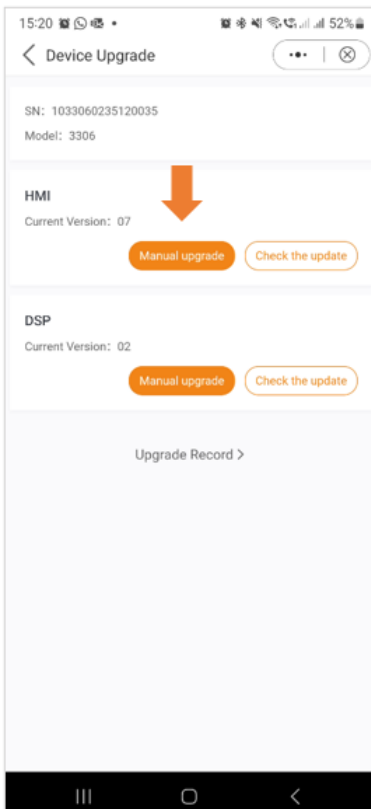 15:20 52%
Device Upgrade
SN: 1033060235120035
Model: 3306
HMI
Current Version: 07
Manual upgrade Check the update
DSP
Current Version: 02
Manual upgrade Check the update
Upgrade Record >